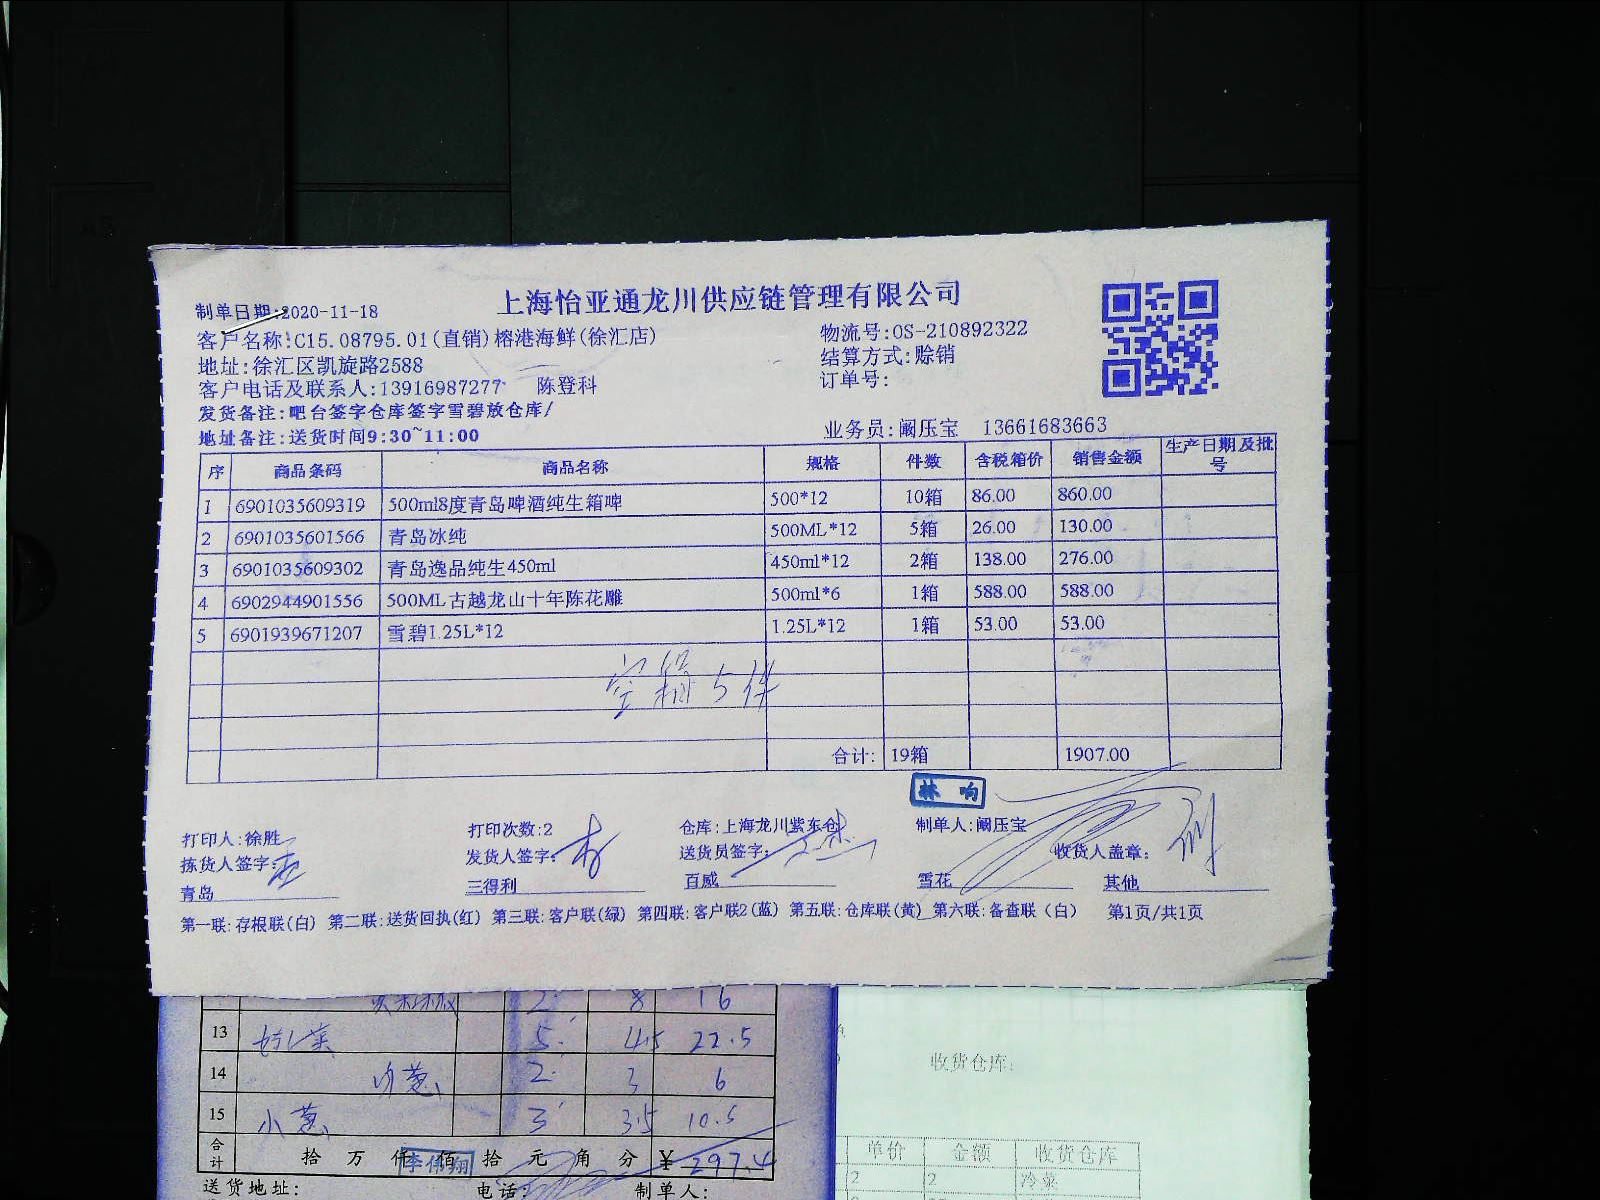 上海怡亚通龙川供应链管理有限公司
制单日期:2020-11-18
客户名称:C15.08795.01(直销)榕港海鲜(徐汇店) 物流号:OS-210892322
地址:徐汇区凯旋路2588 结算方式:赊销
客户电话及联系人:13916987277 陈登科 订单号:
发货备注:吧台签字仓库签字雪碧放仓库/
地址备注:送货时间9:30~11:00 业务员:阚压宝 13661683663
序 商品条码 商品名称 规格 件数 含税箱价 销售金额 生产日期及批号
1 6901035609319 500ml8度青岛啤酒纯生箱啤 500*12 10箱 86.00 860.00
2 6901035601566 青岛冰纯 500ML*12 5箱 26.00 130.00
3 6901035609302 青岛逸品纯生450ml 450ml*12 2箱 138.00 276.00
4 6902944901556 500ML古越龙山十年陈花雕 500ml*6 1箱 588.00 588.00
5 6901939671207 雪碧1.25L*12 1.25L*12 1箱 53.00 53.00
空箱5件
合计: 19箱 1907.00
林响
打印人:徐胜 打印次数:2 仓库:上海龙川紫东仓 制单人:阚压宝
拣货人签字: 发货人签字: 送货员签字: 收货人盖章:
青岛 三得利 百威 雪花 其他
第一联:存根联(白) 第二联:送货回执(红) 第三联:客户联(绿) 第四联:客户联2(蓝) 第五联:仓库联(黄) 第六联:备查联(白) 第1页/共1页
2 8 16
13 5 4.5 22.5
14 2 3 6
15 小葱 3 3.5 10.5
合计 拾 万 仟 佰 拾 元 角 分 ¥297.4
送货地址: 电话: 制单人:
收货仓库:
单价 金额 收货仓库
2 2 冷菜